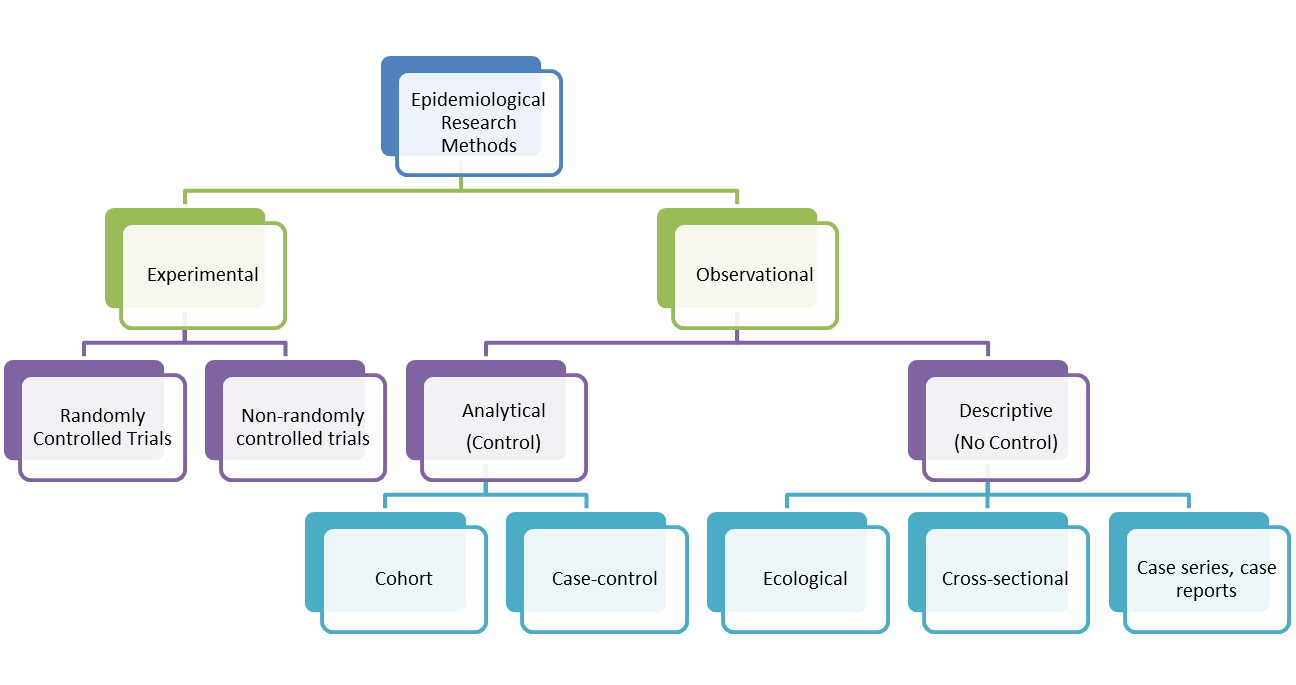 Epidemiological
Research
Methods
Experimental
Observational
Randomly
Controlled Trials
Non-randomly
controlled trials
Analytical
(Control)
Descriptive
(No Control)
Cohort
Case-control
Ecological
Cross-sectional
Case series, case
reports